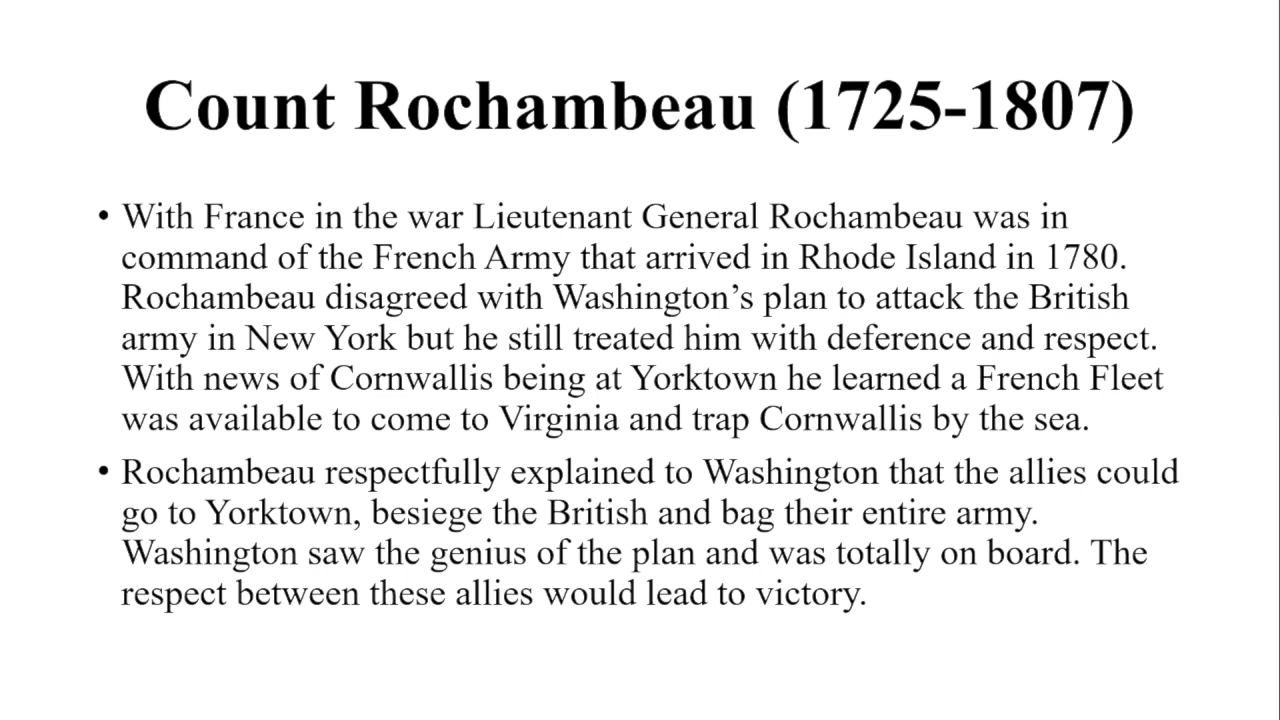 Count Rochambeau (1725-1807)
• With France in the war Lieutenant General Rochambeau was in
command of the French Army that arrived in Rhode Island in 1780.
Rochambeau disagreed with Washington’s plan to attack the British
army in New York but he still treated him with deference and respect.
With news of Cornwallis being at Yorktown he learned a French Fleet
was available to come to Virginia and trap Cornwallis by the sea.
• Rochambeau respectfully explained to Washington that the allies could
go to Yorktown, besiege the British and bag their entire army.
Washington saw the genius of the plan and was totally on board. The
respect between these allies would lead to victory.